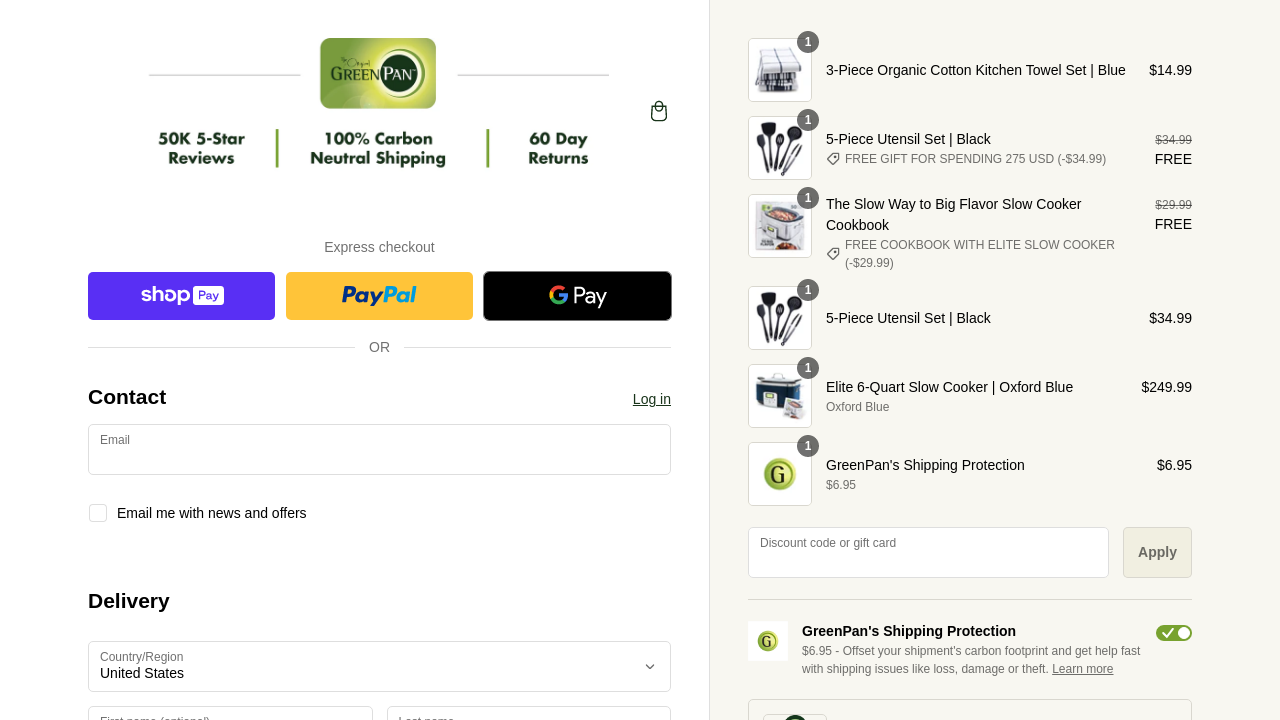 The Original
GREENPAN™
50K 5-Star
Reviews
100% Carbon
Neutral Shipping
60 Day
Returns
Express checkout
shop Pay
PayPal
G Pay
OR
Contact
Log in
Email
Email me with news and offers
Delivery
Country/Region
United States
First name (optional)
Last name
1
3-Piece Organic Cotton Kitchen Towel Set | Blue
$14.99
1
5-Piece Utensil Set | Black
FREE GIFT FOR SPENDING 275 USD (-$34.99)
$34.99
FREE
1
The Slow Way to Big Flavor Slow Cooker
Cookbook
FREE COOKBOOK WITH ELITE SLOW COOKER
(-$29.99)
$29.99
FREE
1
5-Piece Utensil Set | Black
$34.99
1
Elite 6-Quart Slow Cooker | Oxford Blue
Oxford Blue
$249.99
1
G
GreenPan's Shipping Protection
$6.95
$6.95
Discount code or gift card
Apply
G
GreenPan's Shipping Protection
$6.95 - Offset your shipment's carbon footprint and get help fast
with shipping issues like loss, damage or theft. Learn more